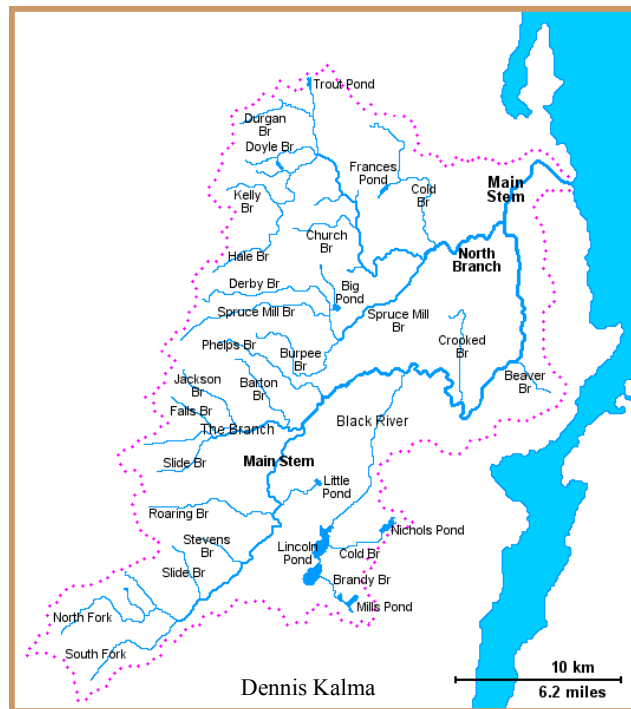 Trout Pond
Durgan
Br
Doyle Br
Frances
Pond
Kelly
Br
Cold
Br
Main
Stem
Church
Br
North
Branch
Hale Br
Derby Br
Big
Pond
Spruce Mill Br
Spruce Mill
Br
Phelps Br
Burpee
Br
Crooked
Br
Jackson
Br
Barton
Br
Beaver
Br
Falls Br
The Branch
Black River
Slide Br
Main Stem
Little
Pond
Roaring Br
Nichols Pond
Stevens
Br
Lincoln
Pond
Cold Br
Slide Br
Brandy Br
Mills Pond
North Fork
South Fork
10 km
6.2 miles
Dennis Kalma